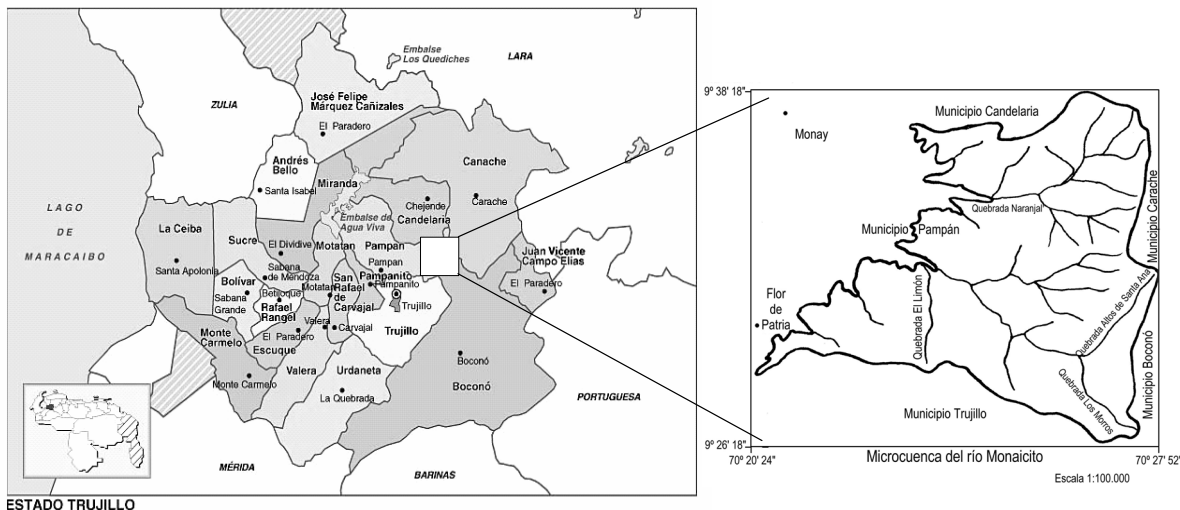 Embalse
Los Quediches
LARA
ZULIA
José Felipe
Márquez Cañizales
El Paradero
Andrés
Bello
Santa Isabel
Miranda
Canache
Carache
Chejende
Candelaria
LAGO
DE
MARACAIBO
La Ceiba
Santa Apolonia
Sucre
El Dividive
Embalse de
Agua Viva
Motatan
Pampan
Pampan
Pampanito
Pampanito
Juan Vicente
Campo Elias
El Paradero
Sabana
de Mendoza
Bolívar
Sabana
Grande
Betijoque
Rafael
Rangel
Motatan
San
Rafael
de
Carvajal
Trujillo
Trujillo
Valera
Carvajal
El Paradero
Escuque
Monte
Carmelo
Monte Carmelo
Valera
Urdaneta
La Quebrada
Boconó
Boconó
PORTUGUESA
MÉRIDA
BARINAS
ESTADO TRUJILLO
9º 38' 18"
Monay
Municipio Candelaria
Quebrada Naranjal
Municipio Pampán
Municipio Carache
Flor
de
Patria
Quebrada El Limón
Quebrada Altos de Santa Ana
Quebrada Los Morros
Municipio Boconó
Municipio Trujillo
9º 26' 18"
70º 20' 24"
Microcuenca del río Monaicito
70º 27' 52"
Escala 1:100.000